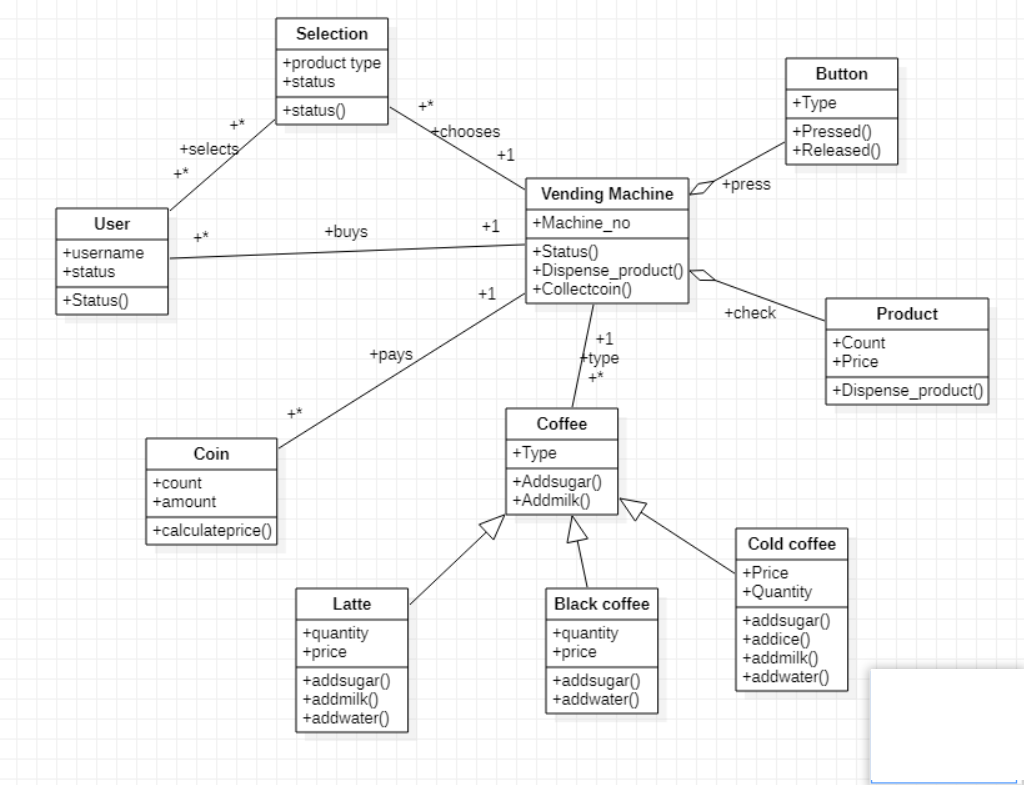 Selection
+product type
+status
+status()
+*
+selects
+*
+*
+chooses
+1
Button
+Type
+Pressed()
+Released()
+press
User
+username
+status
+Status()
+*
+buys
+1
Vending Machine
+Machine_no
+Status()
+Dispense_product()
+Collectcoin()
+check
Product
+Count
+Price
+Dispense_product()
+1
+pays
+*
+1
+type
+*
Coin
+count
+amount
+calculateprice()
Coffee
+Type
+Addsugar()
+Addmilk()
Latte
+quantity
+price
+addsugar()
+addmilk()
+addwater()
Black coffee
+quantity
+price
+addsugar()
+addwater()
Cold coffee
+Price
+Quantity
+addsugar()
+addice()
+addmilk()
+addwater()